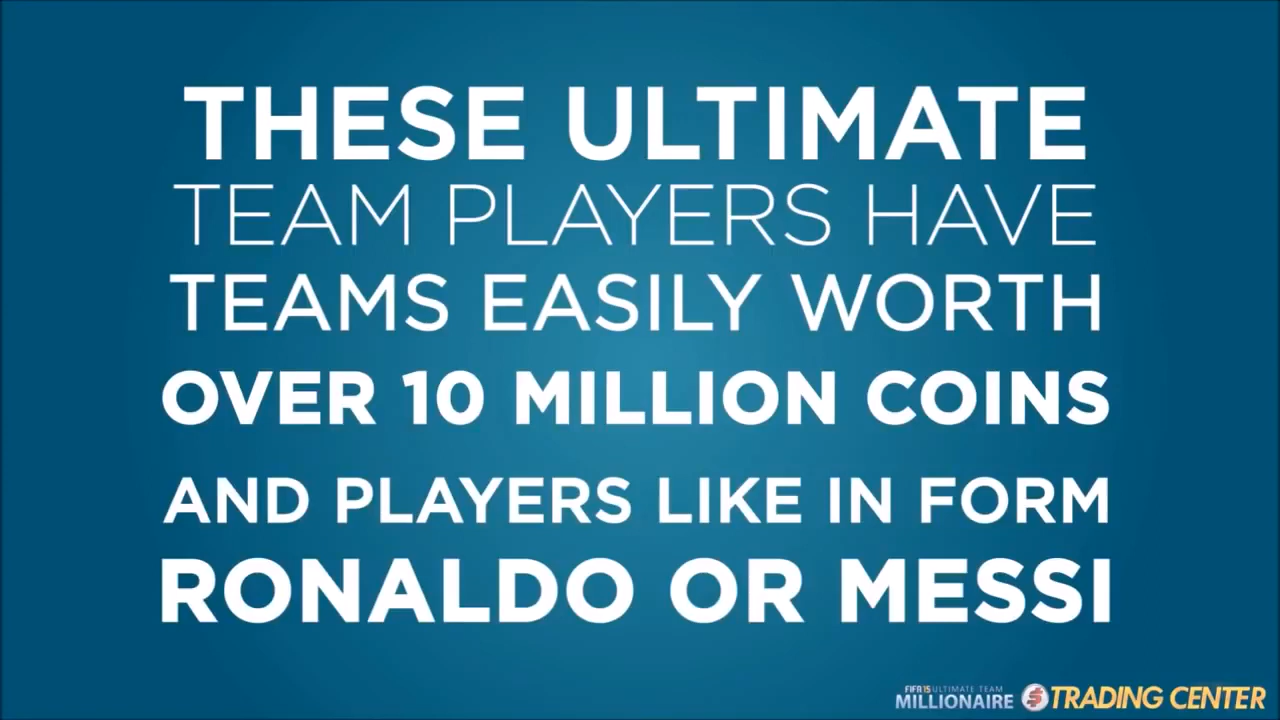 THESE ULTIMATE
TEAM PLAYERS HAVE
TEAMS EASILY WORTH
OVER 10 MILLION COINS
AND PLAYERS LIKE IN FORM
RONALDO OR MESSI
FIFA 15 ULTIMATE TEAM
MILLIONAIRE $ TRADING CENTER